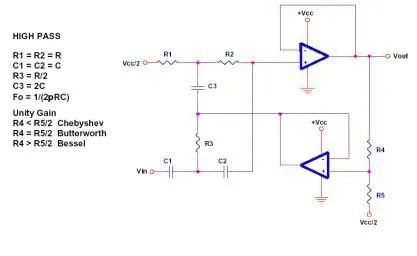 HIGH PASS
R1 = R2 = R
C1 = C2 = C
R3 = R/2
C3 = 2C
Fo = 1/(2pRC)
Unity Gain
R4 < R5/2 Chebyshev
R4 = R5/2 Butterworth
R4 > R5/2 Bessel
+Vcc
R1
R2
Vcc/2
Vout
C3
+Vcc
R3
R4
Vin
C1
C2
R5
Vcc/2